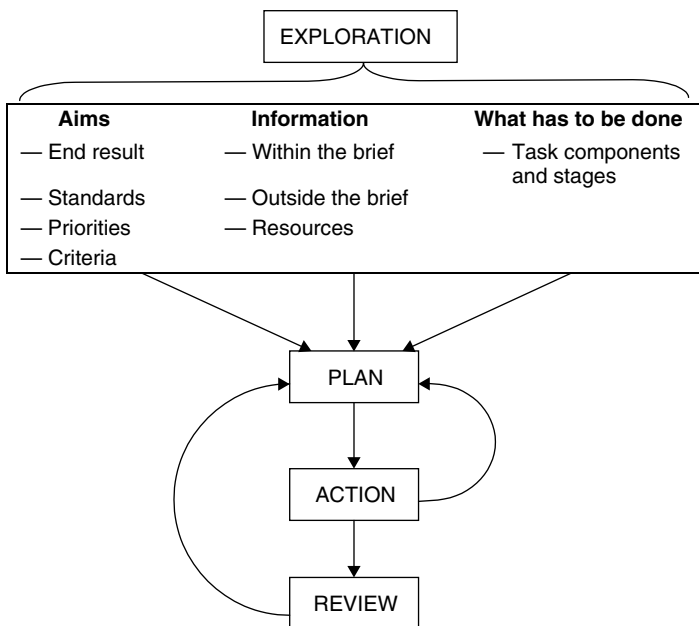 EXPLORATION
Aims
— End result
— Standards
— Priorities
— Criteria
Information
— Within the brief
— Outside the brief
— Resources
What has to be done
— Task components
and stages
PLAN
ACTION
REVIEW